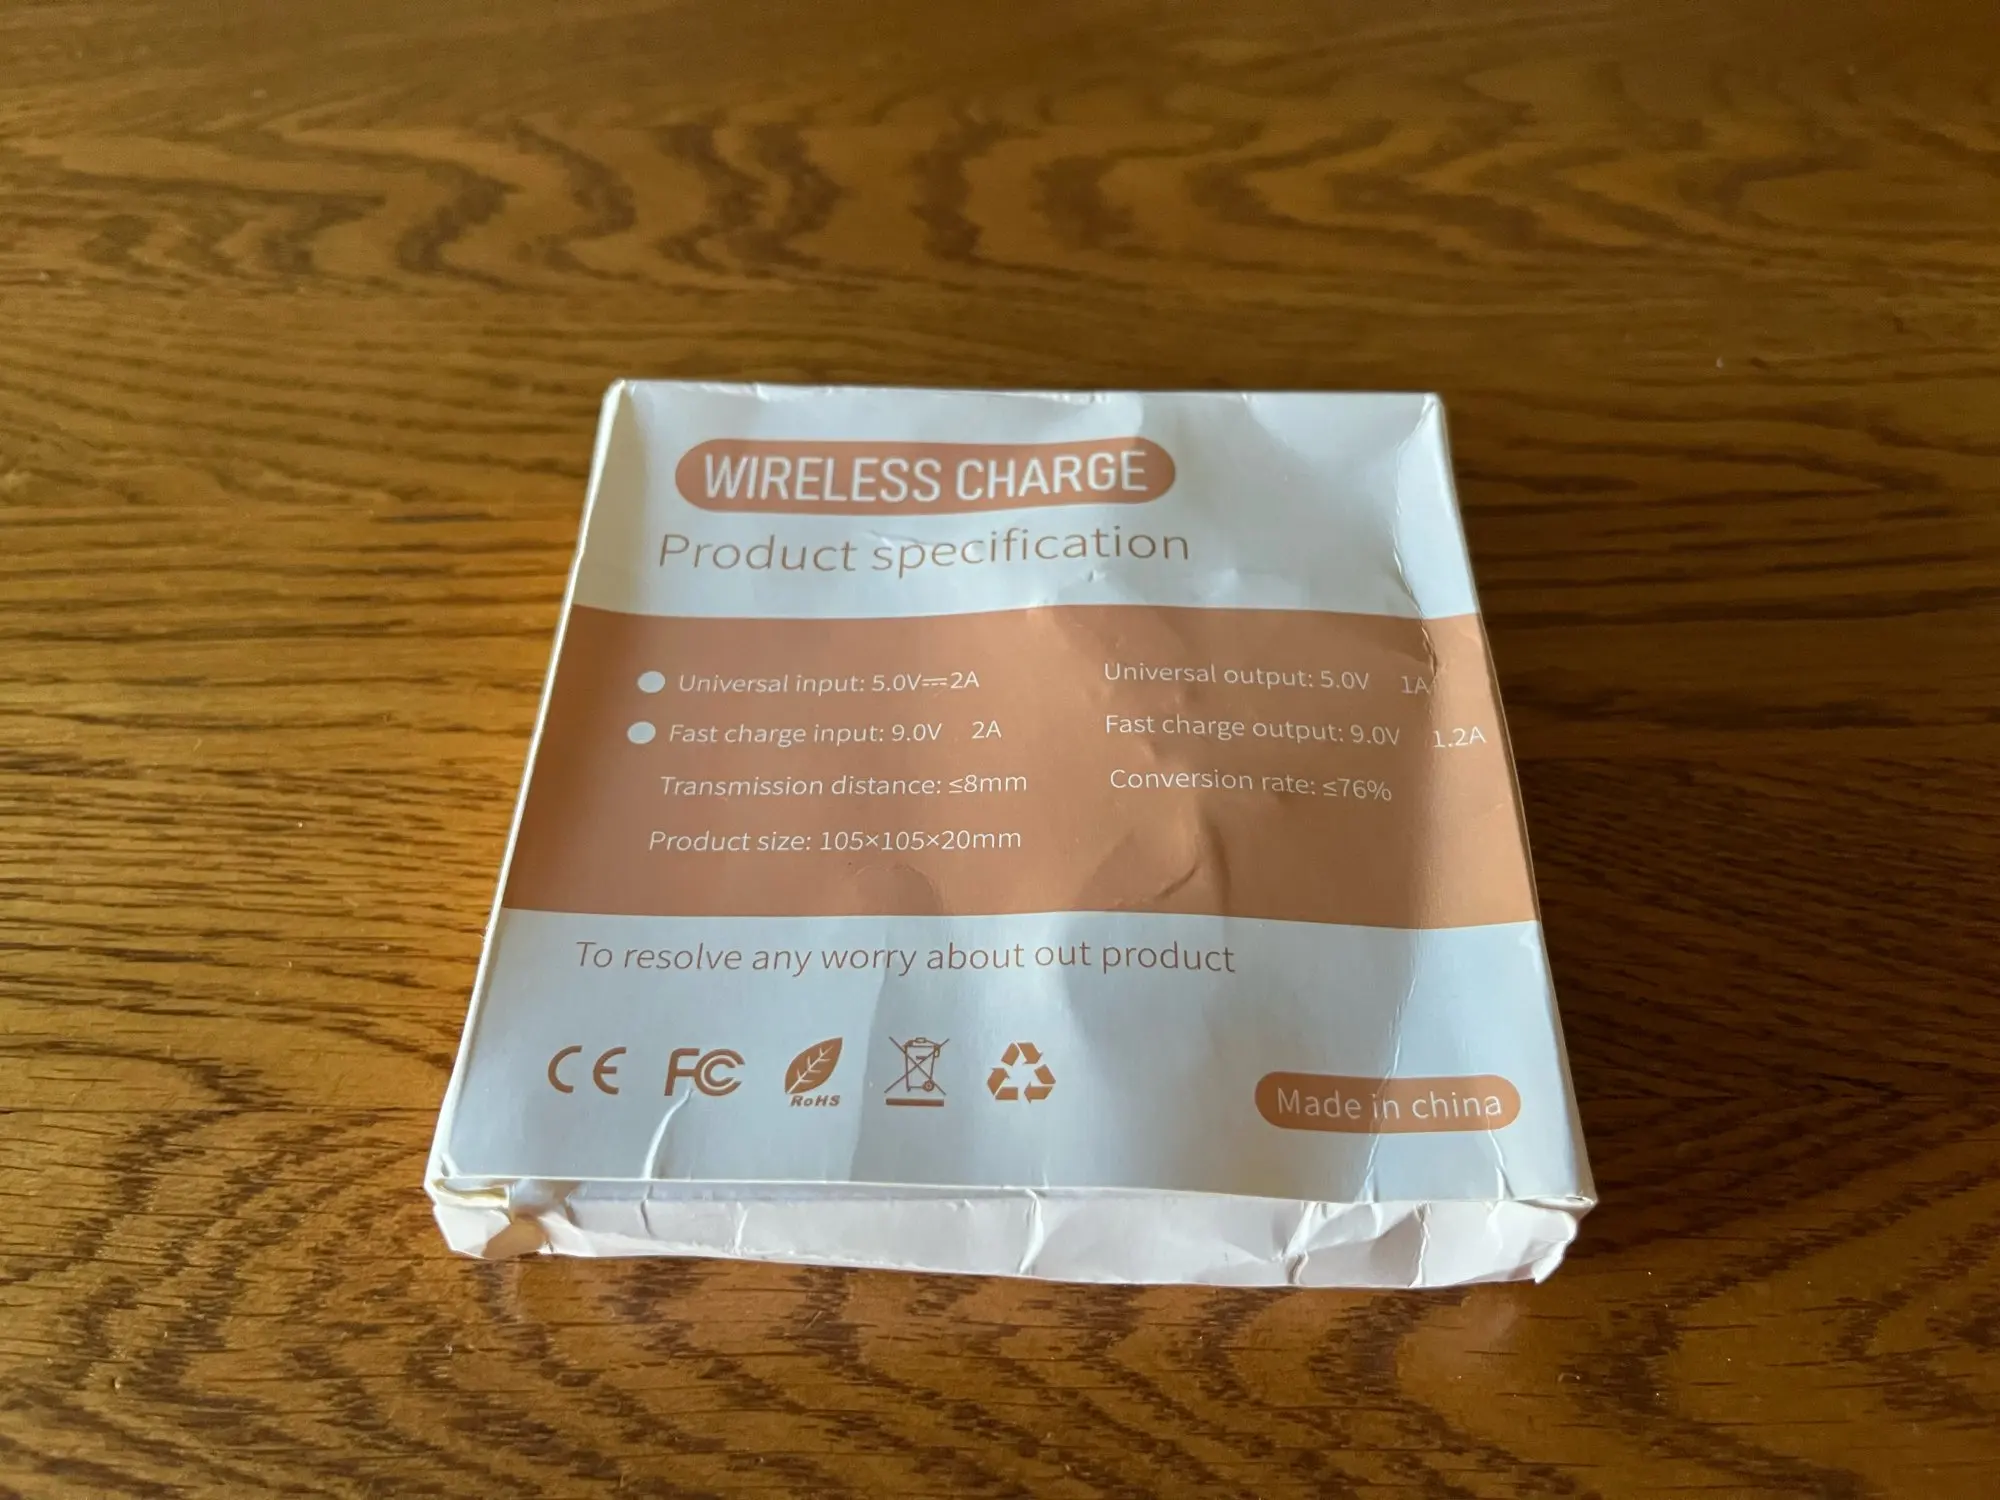 WIRELESS CHARGE
Product specification
Universal input: 5.0V⎓2A
Universal output: 5.0V 1A
Fast charge input: 9.0V 2A
Fast charge output: 9.0V 1.2A
Transmission distance: ≤8mm
Conversion rate: ≤76%
Product size: 105×105×20mm
To resolve any worry about out product
CE FC RoHS
Made in china